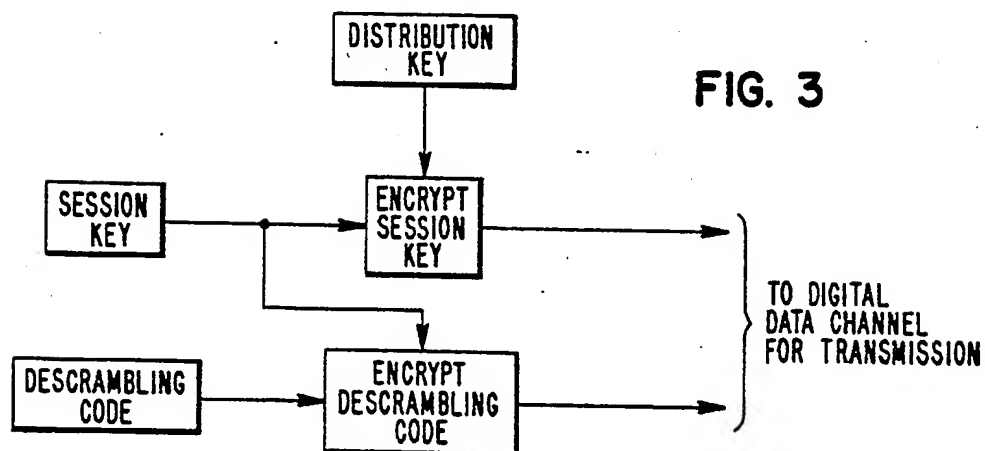 DISTRIBUTION
KEY
FIG. 3
SESSION
KEY
ENCRYPT
SESSION
KEY
TO DIGITAL
DATA CHANNEL
FOR TRANSMISSION
DESCRAMBLING
CODE
ENCRYPT
DESCRAMBLING
CODE